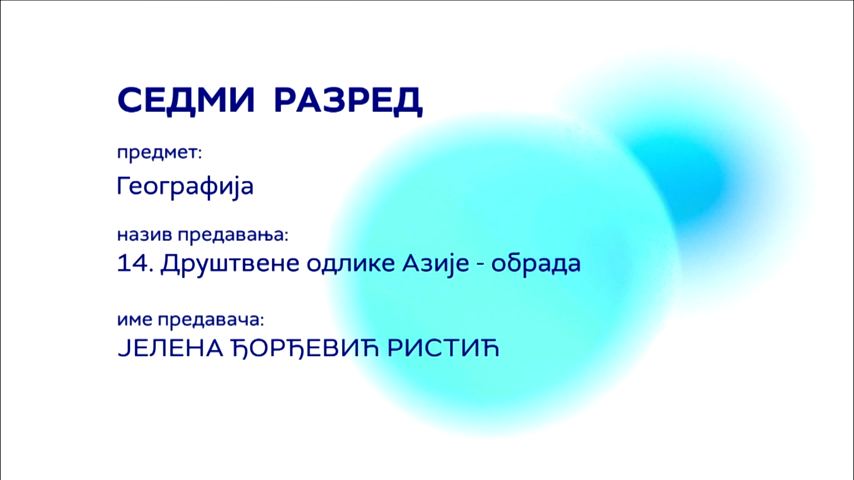 СЕДМИ РАЗРЕД
предмет:
Географија
назив предавања:
14. Друштвене одлике Азије - обрада
име предавача:
ЈЕЛЕНА ЂОРЂЕВИЋ РИСТИЋ